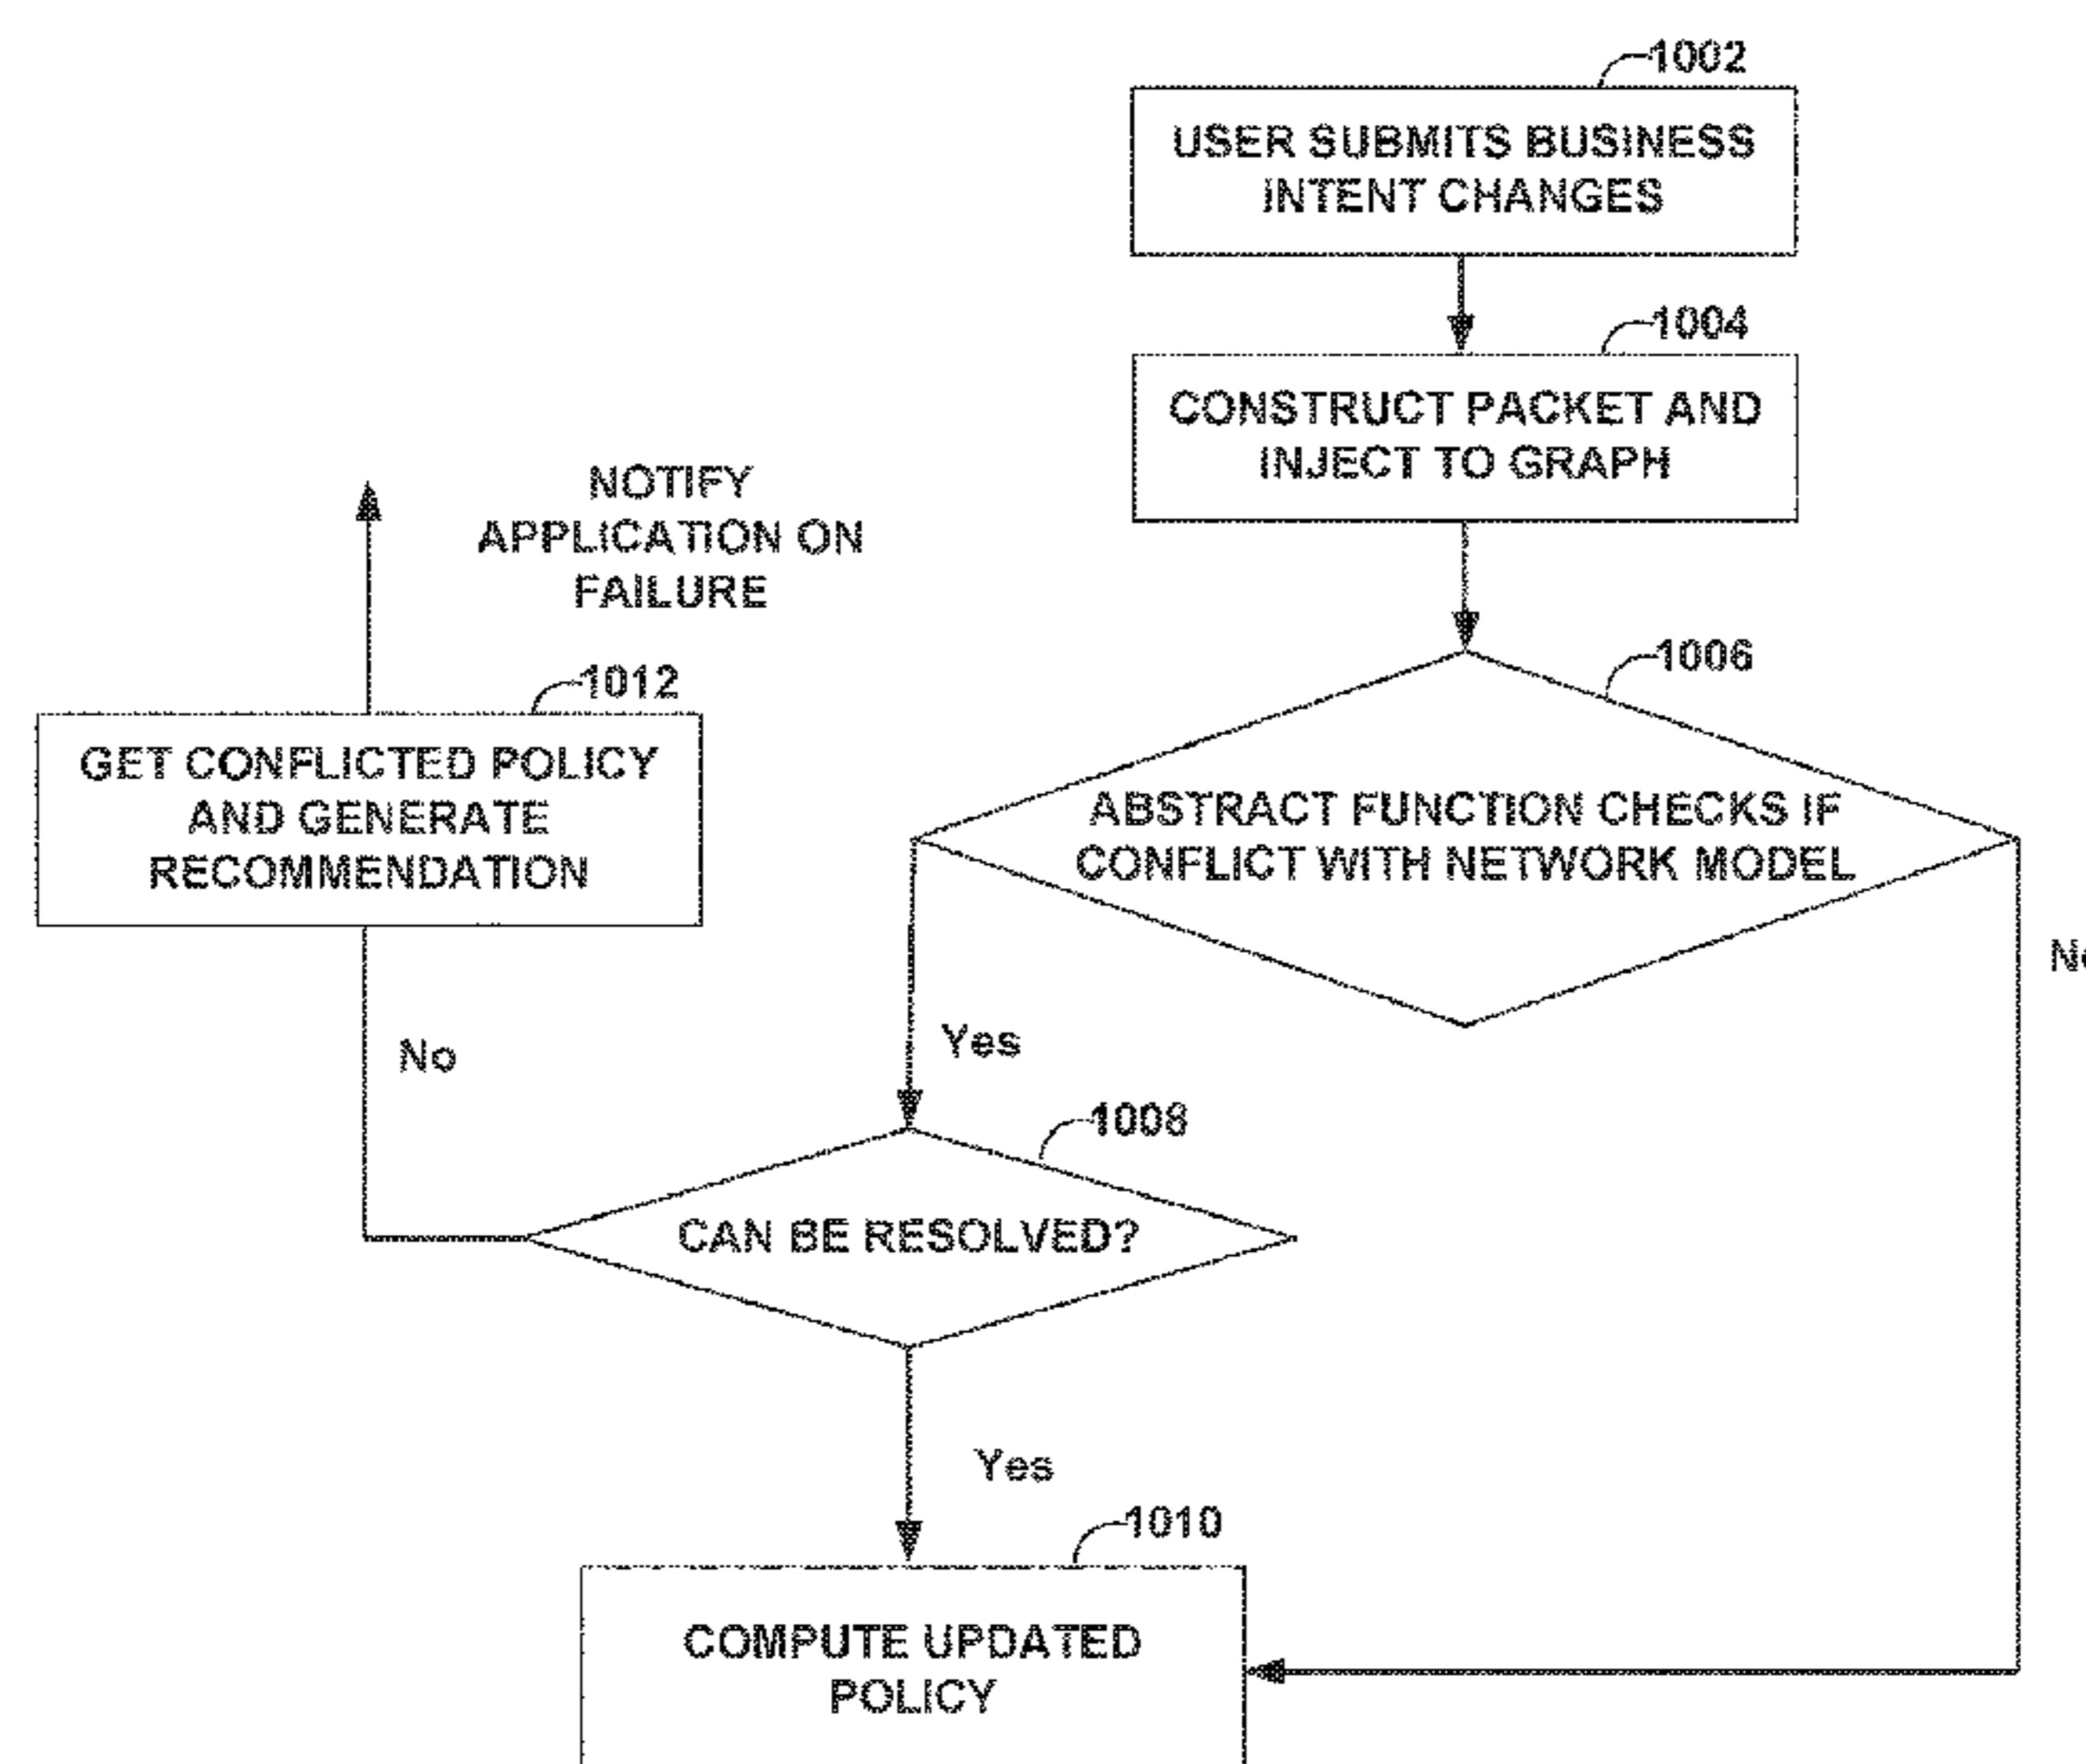 1002
USER SUBMITS BUSINESS
INTENT CHANGES
1004
CONSTRUCT PACKET AND
INJECT TO GRAPH
NOTIFY
APPLICATION ON
FAILURE
1006
1012
GET CONFLICTED POLICY
AND GENERATE
RECOMMENDATION
ABSTRACT FUNCTION CHECKS IF
CONFLICT WITH NETWORK MODEL
No
Yes
1008
CAN BE RESOLVED?
Yes
1010
COMPUTE UPDATED
POLICY